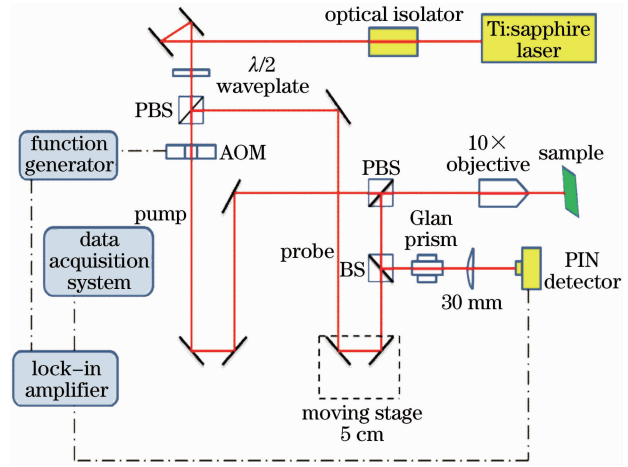 optical isolator
Ti:sapphire
laser
λ/2
waveplate
PBS
function
generator
AOM
PBS
10×
objective
sample
pump
data
acquisition
system
probe
BS
Glan
prism
30 mm
PIN
detector
lock-in
amplifier
moving stage
5 cm